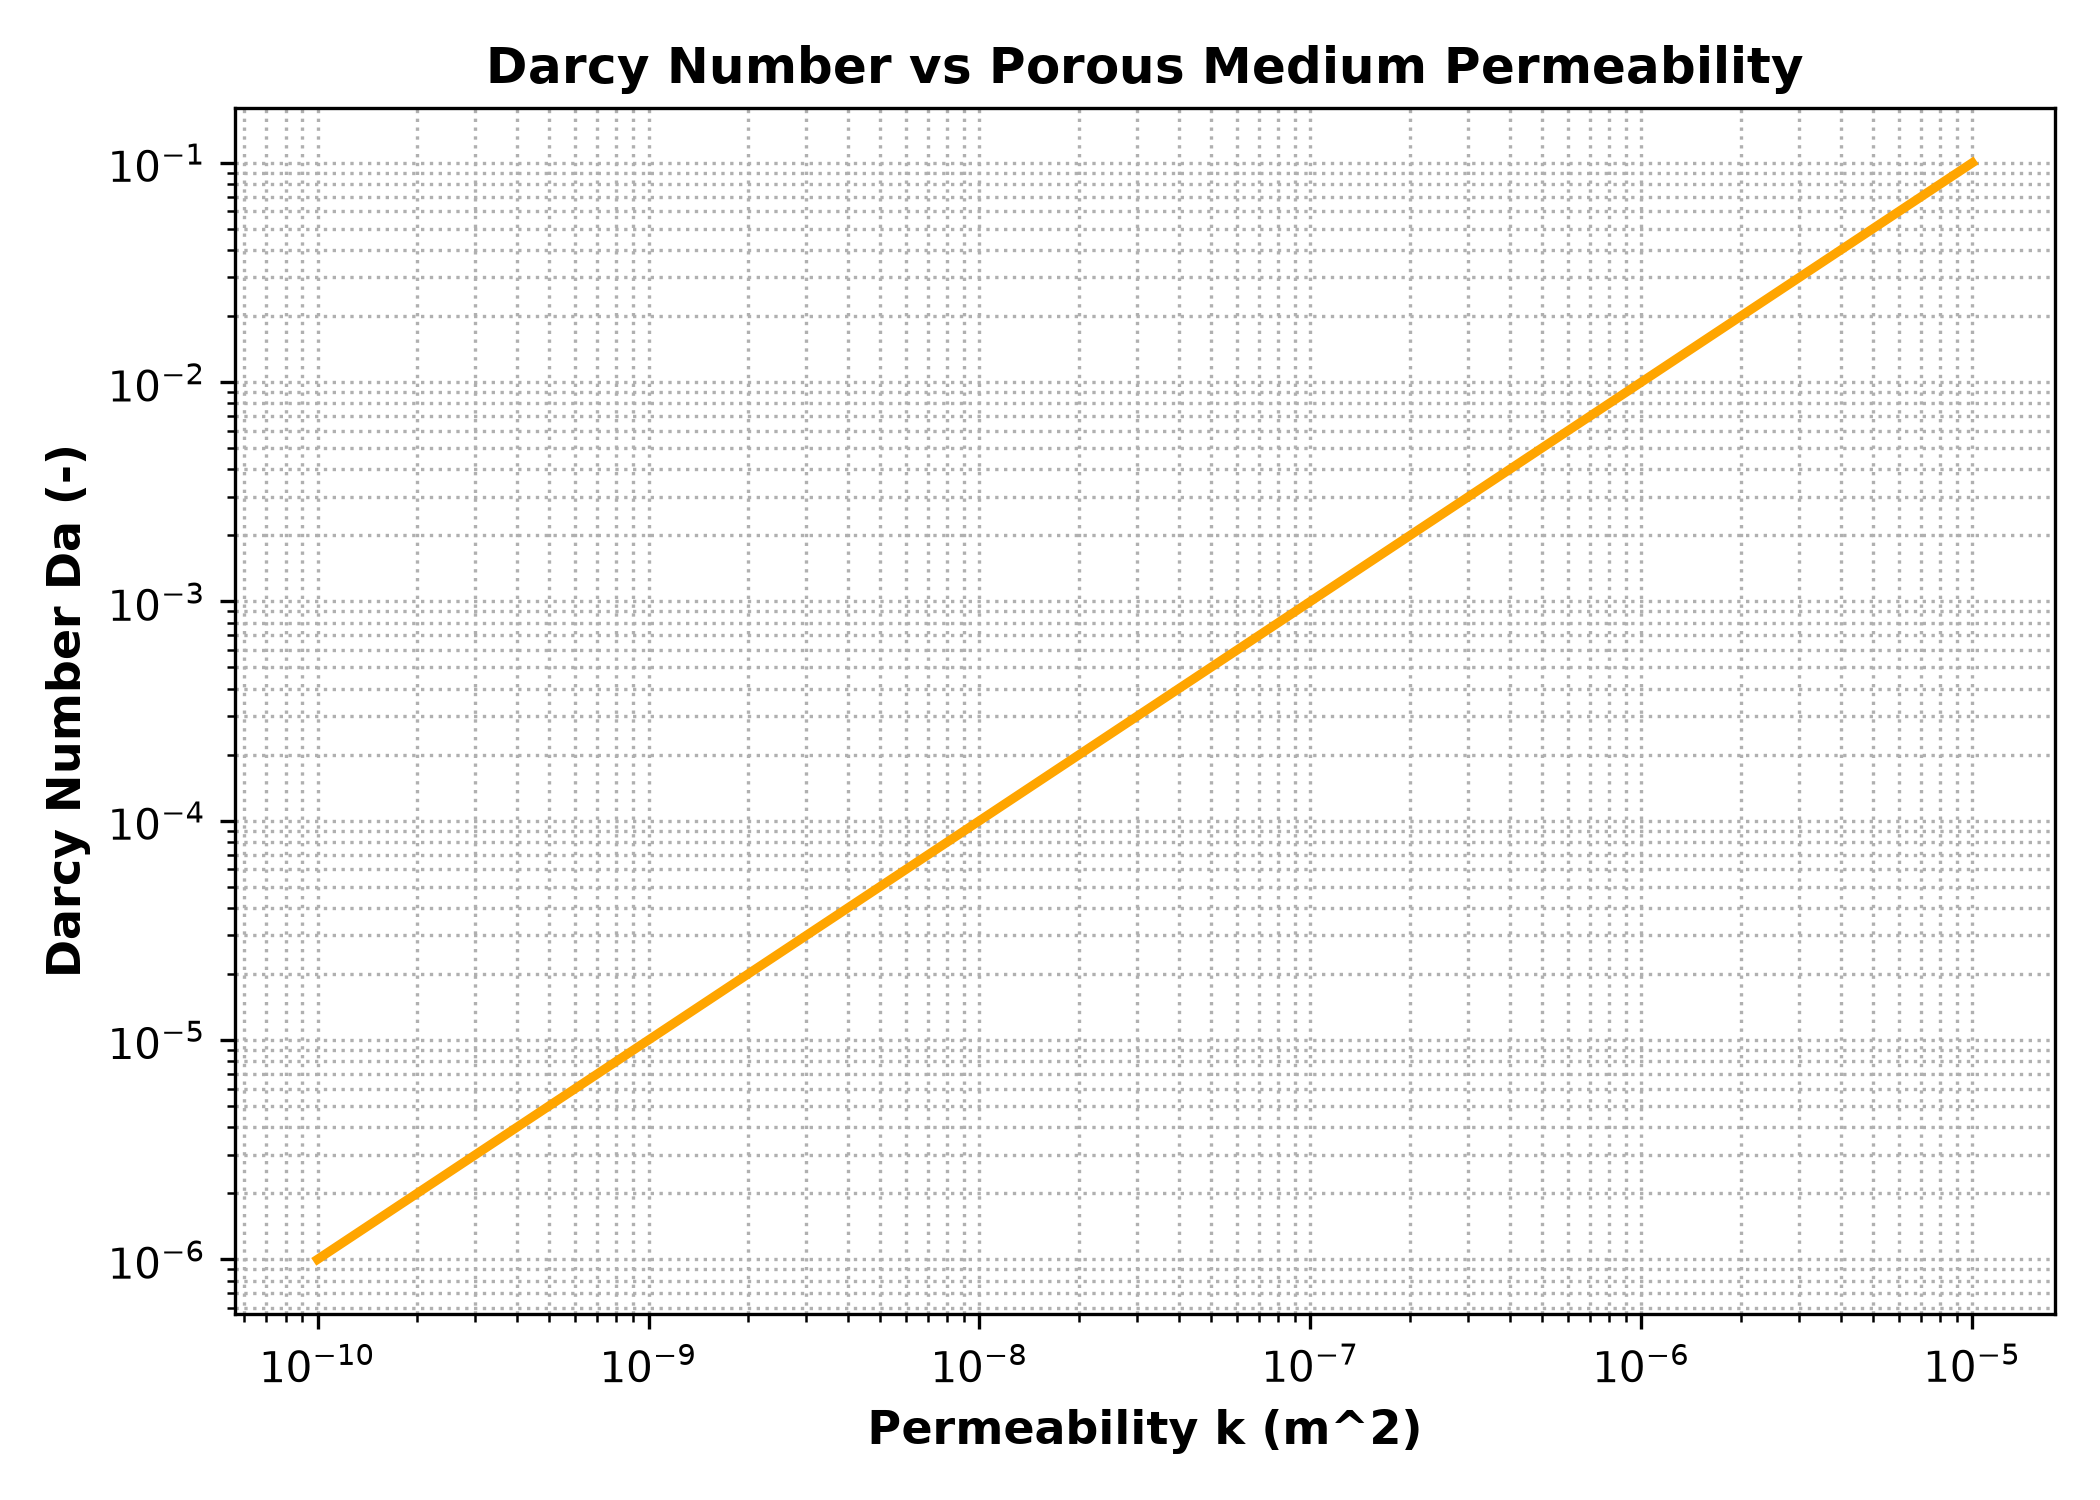 Darcy Number vs Porous Medium Permeability
Darcy Number Da (-)
10⁻¹
10⁻²
10⁻³
10⁻⁴
10⁻⁵
10⁻⁶
10⁻¹⁰ 10⁻⁹ 10⁻⁸ 10⁻⁷ 10⁻⁶ 10⁻⁵
Permeability k (m^2)